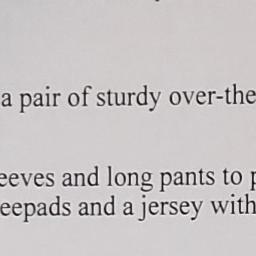 a pair of sturdy over-the
eeves and long pants to p
eepads and a jersey with